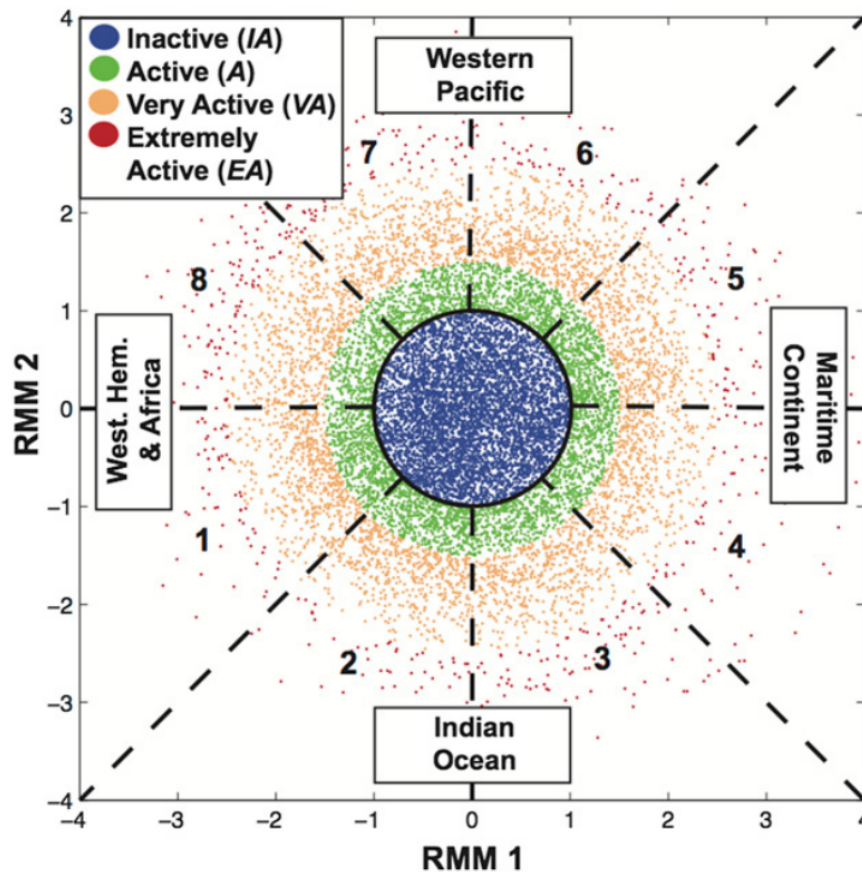 4
3
2
1
0
−1
−2
−3
−4
RMM 2
Inactive (IA)
Active (A)
Very Active (VA)
Extremely
Active (EA)
Western
Pacific
7
6
8
5
West. Hem.
& Africa
Maritime
Continent
1
4
2
3
Indian
Ocean
−4
−3
−2
−1
0
1
2
3
4
RMM 1